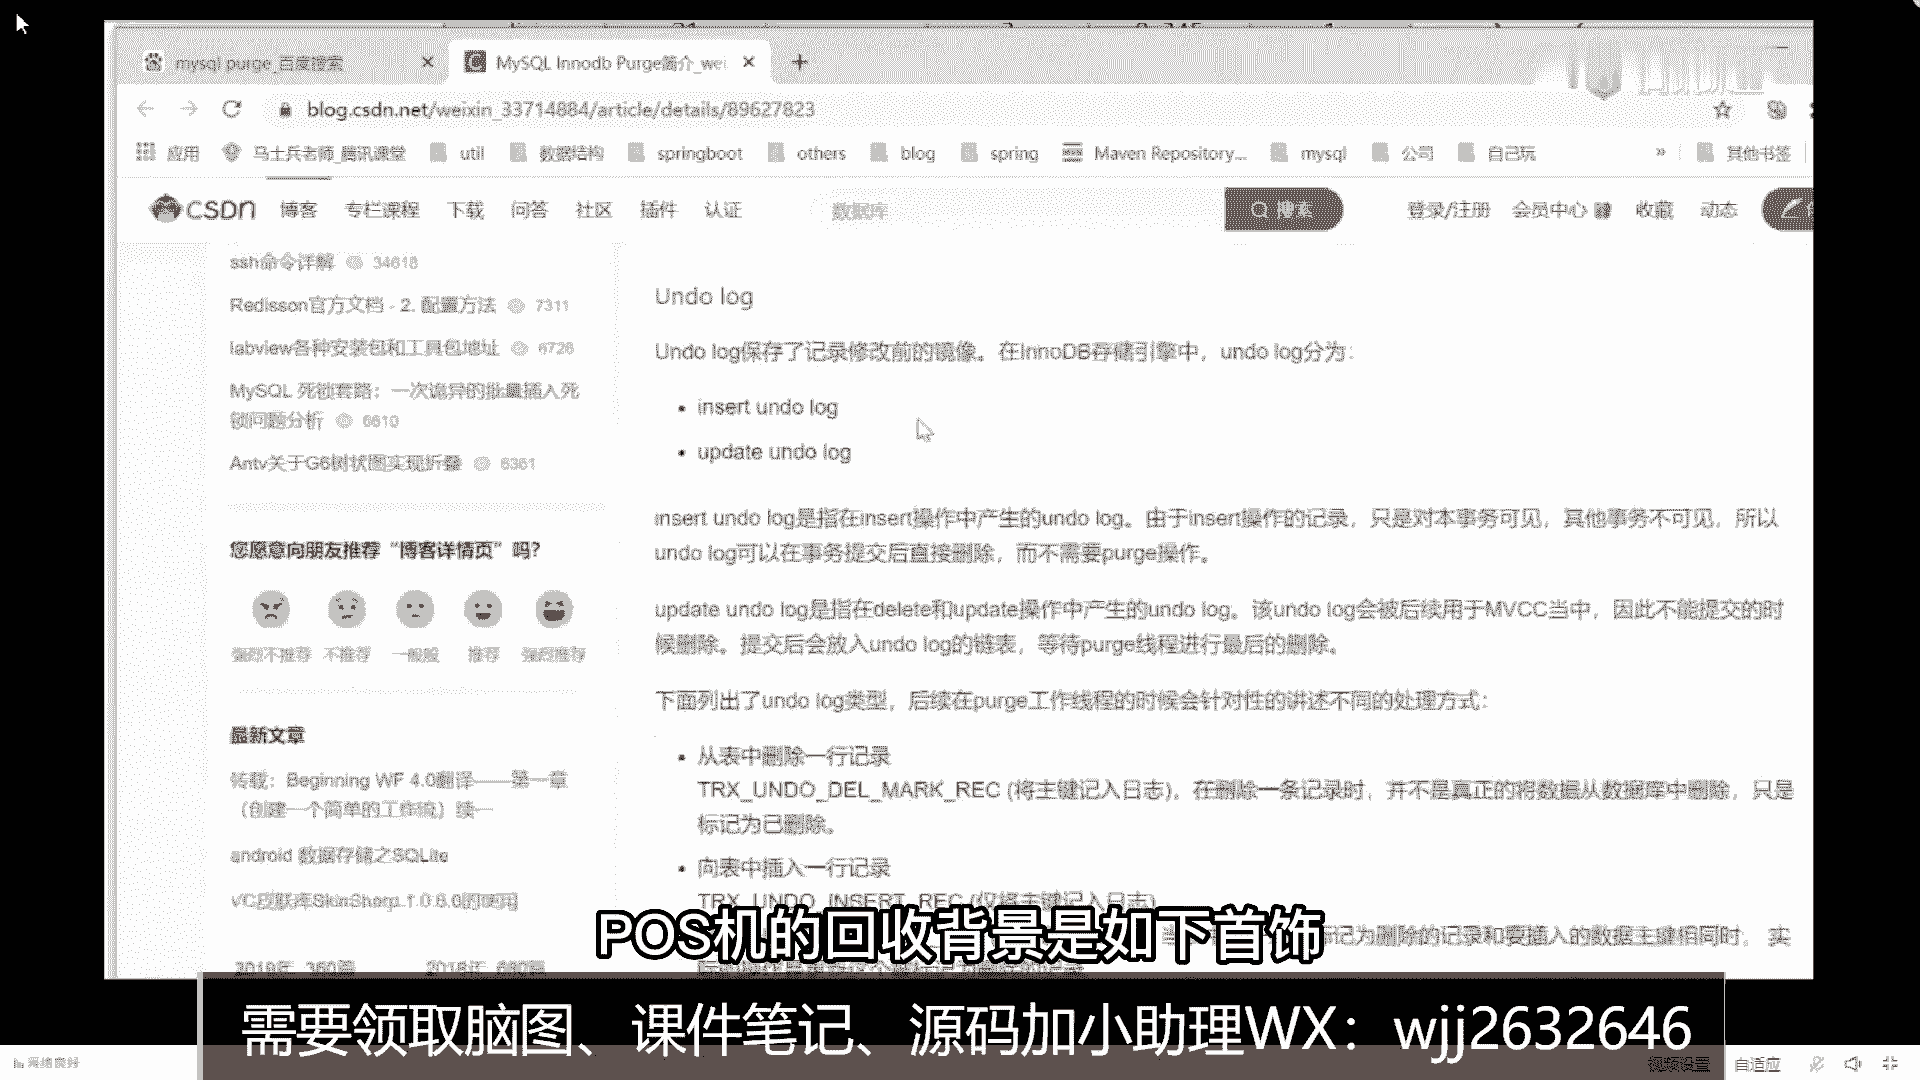 mysql purge_百度搜索
MySQL Innodb Purge简介_wei
blog.csdn.net/weixin_33714884/article/details/89627823
应用 马士兵老师_腾讯课堂 util 数据结构 springboot others blog spring Maven Repository... mysql 公司 自己玩 » 其他书签
CSDN 博客 专栏课程 下载 问答 社区 插件 认证 数据库 搜索 登录/注册 会员中心 收藏 动态
ssh命令详解 34618
Redisson官方文档 - 2. 配置方法 7311
labview各种安装包和工具包地址 6726
MySQL 死锁套路：一次诡异的批量插入死
锁问题分析 6610
Antv关于G6树状图实现折叠 6361
您愿意向朋友推荐“博客详情页”吗？
强烈不推荐 不推荐 一般般 推荐 强烈推荐
最新文章
转载：Beginning WF 4.0翻译——第一章
（创建一个简单的工作流）续一
android 数据存储之SQLite
VC皮肤库SkinSharp 1.0.6.6的使用
2019年 360篇 2018年 680篇
Undo log
Undo log保存了记录修改前的镜像。在InnoDB存储引擎中，undo log分为：
• insert undo log
• update undo log
insert undo log是指在insert操作中产生的undo log。由于insert操作的记录，只是对本事务可见，其他事务不可见，所以
undo log可以在事务提交后直接删除，而不需要purge操作。
update undo log是指在delete和update操作中产生的undo log。该undo log会被后续用于MVCC当中，因此不能提交的时
候删除。提交后会放入undo log的链表，等待purge线程进行最后的删除。
下面列出了undo log类型，后续在purge工作线程的时候会针对性的讲述不同的处理方式：
• 从表中删除一行记录
TRX_UNDO_DEL_MARK_REC (将主键记入日志)，在删除一条记录时，并不是真正的将数据从数据库中删除，只是
标记为已删除。
• 向表中插入一行记录
TRX_UNDO_INSERT_REC (仅将主键记入日志)
标记为删除的记录和要插入的数据主键相同时，实
POS机的回收背景是如下首饰
需要领取脑图、课件笔记、源码加小助理WX：wjj2632646
网络良好 视频设置 自适应